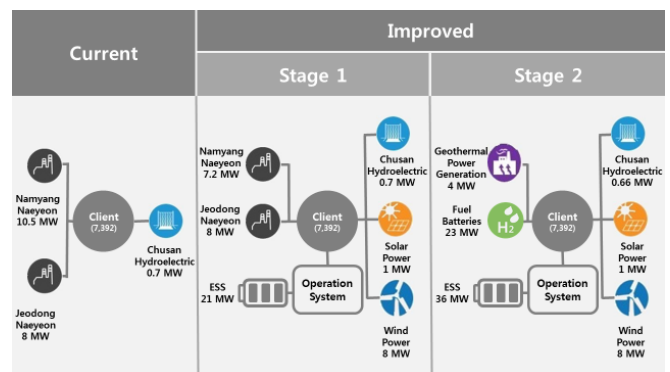 Current
Improved
Stage 1
Stage 2
Namyang
Naeyeon
10.5 MW
Client
(7,392)
Chusan
Hydroelectric
0.7 MW
Jeodong
Naeyeon
8 MW
Namyang
Naeyeon
7.2 MW
Jeodong
Naeyeon
8 MW
Client
(7,392)
Chusan
Hydroelectric
0.7 MW
Solar
Power
1 MW
ESS
21 MW
Operation
System
Wind
Power
8 MW
Geothermal
Power
Generation
4 MW
Fuel
Batteries
23 MW
H2
Client
(7,392)
Chusan
Hydroelectric
0.66 MW
Solar
Power
1 MW
ESS
36 MW
Operation
System
Wind
Power
8 MW